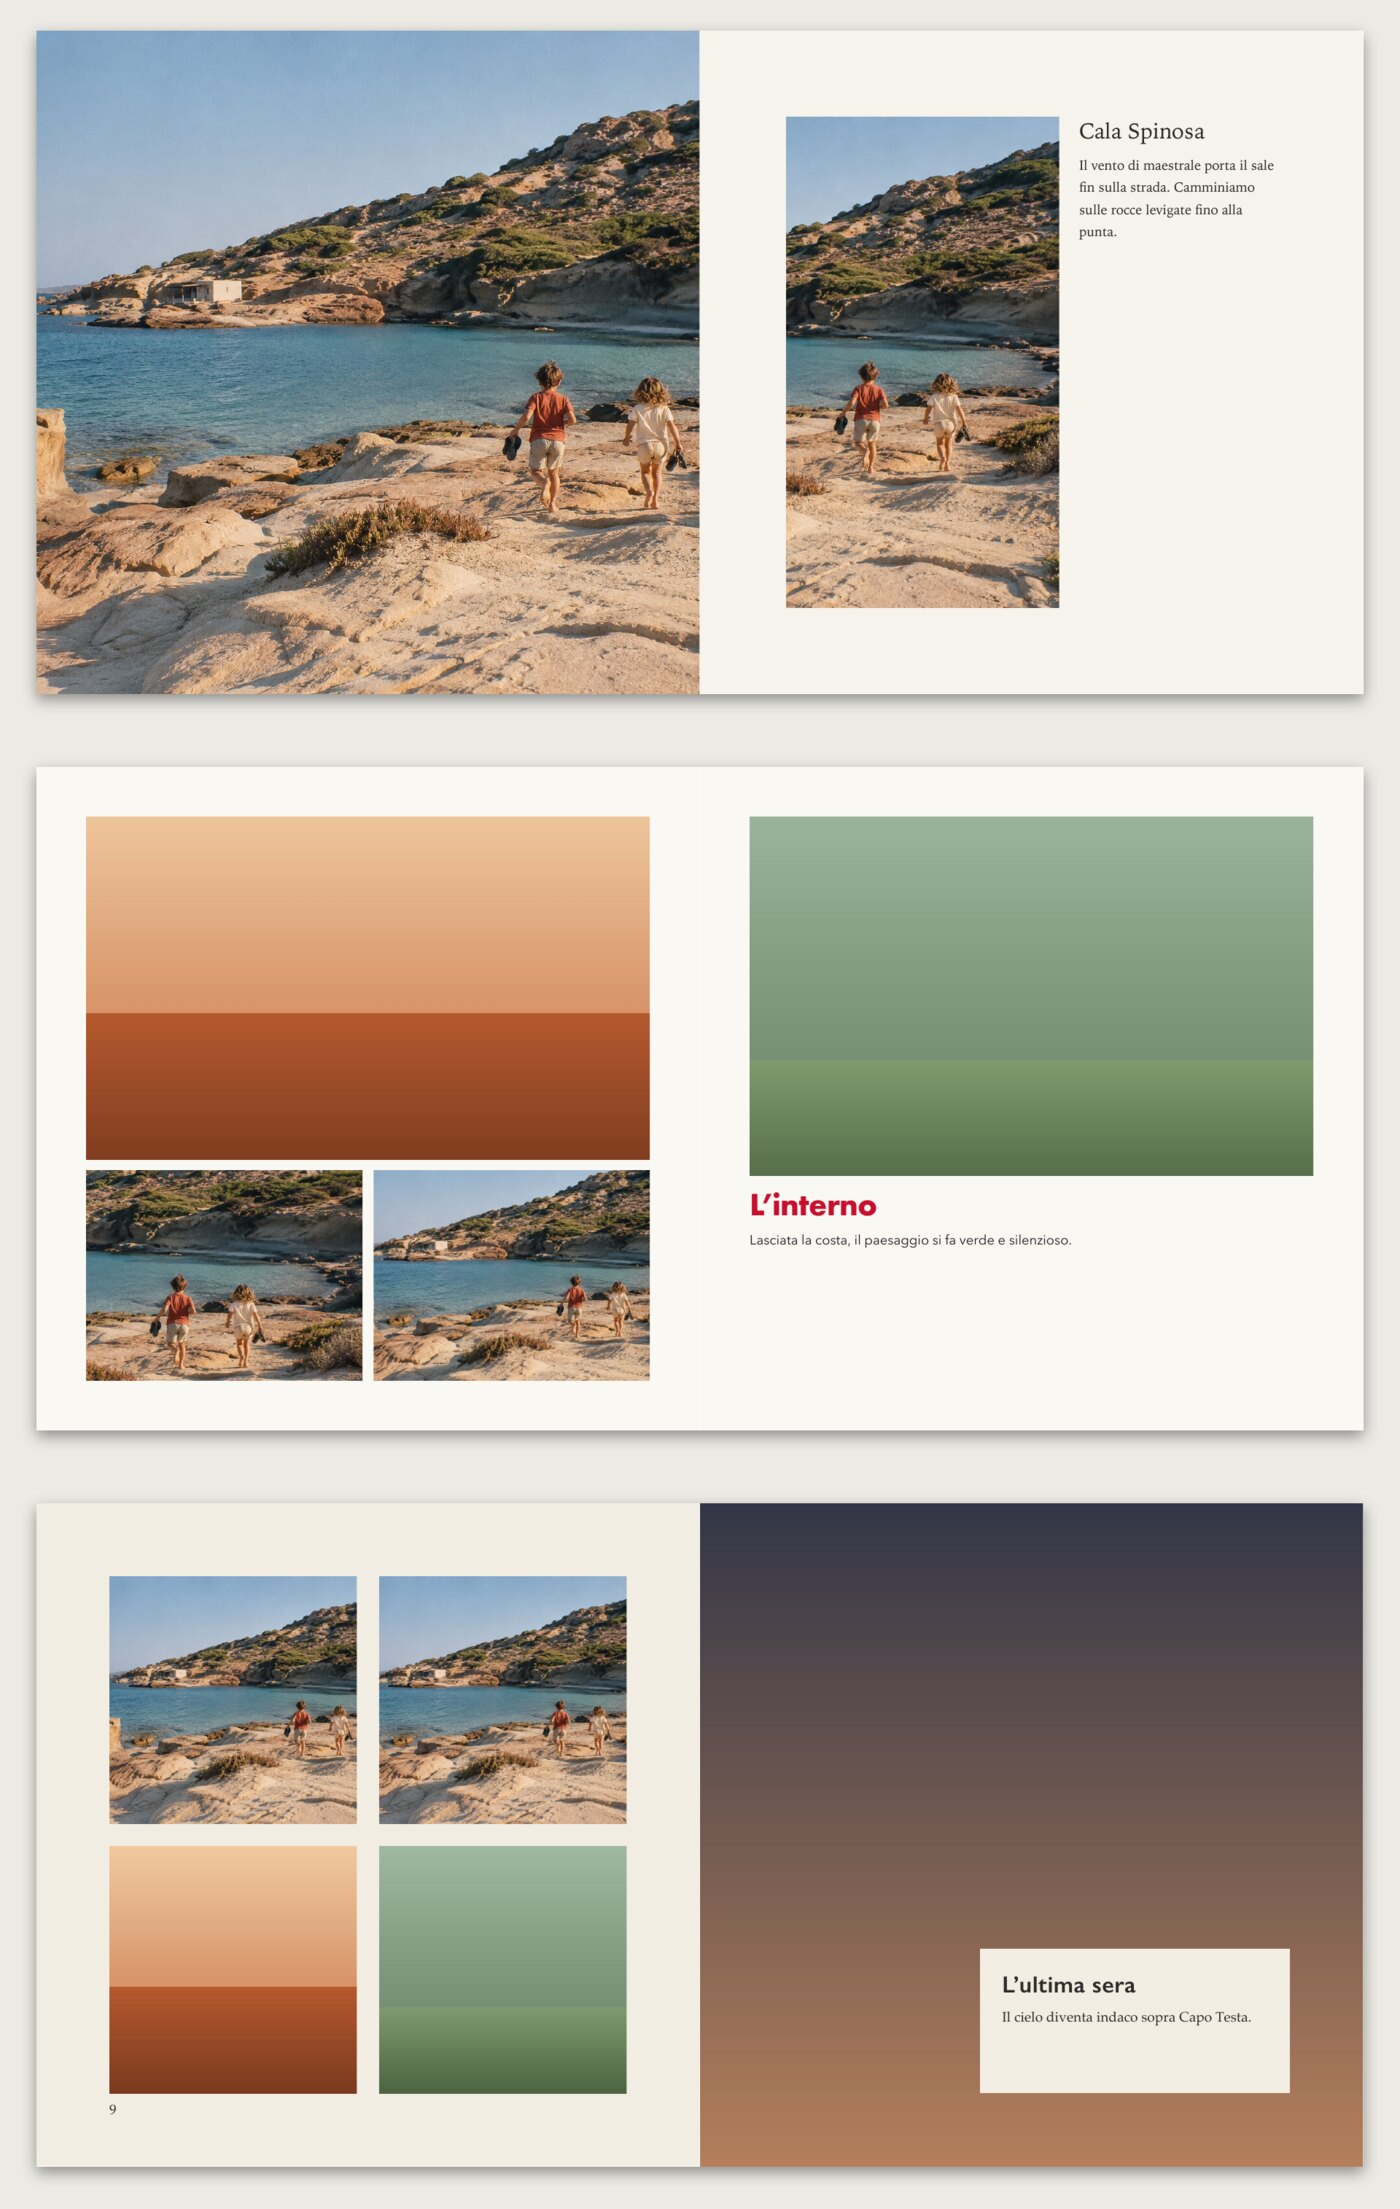 Cala Spinosa
Il vento di maestrale porta il sale
fin sulla strada. Camminiamo
sulle rocce levigate fino alla
punta.
L’interno
Lasciata la costa, il paesaggio si fa verde e silenzioso.
L’ultima sera
Il cielo diventa indaco sopra Capo Testa.
9